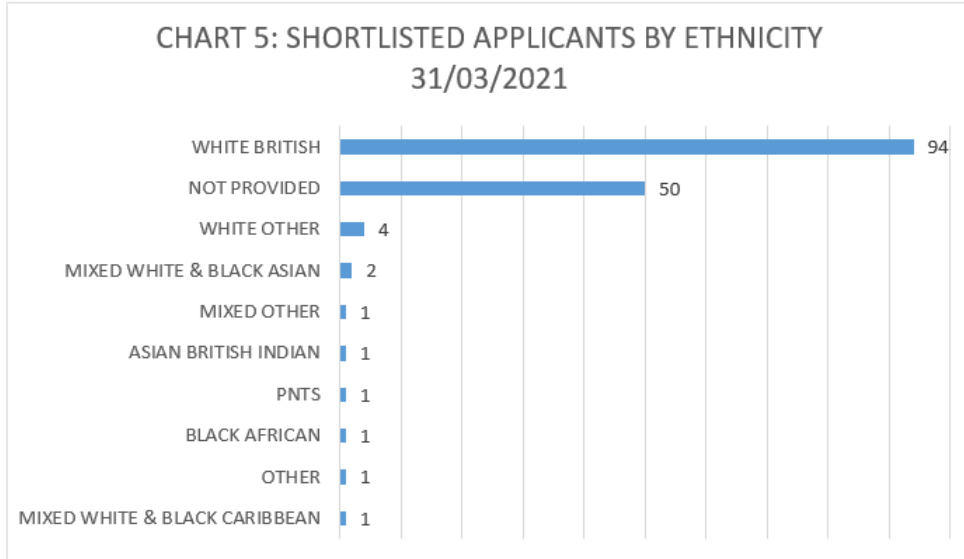 CHART 5: SHORTLISTED APPLICANTS BY ETHNICITY
31/03/2021
WHITE BRITISH 94
NOT PROVIDED 50
WHITE OTHER 4
MIXED WHITE & BLACK ASIAN 2
MIXED OTHER 1
ASIAN BRITISH INDIAN 1
PNTS 1
BLACK AFRICAN 1
OTHER 1
MIXED WHITE & BLACK CARIBBEAN 1